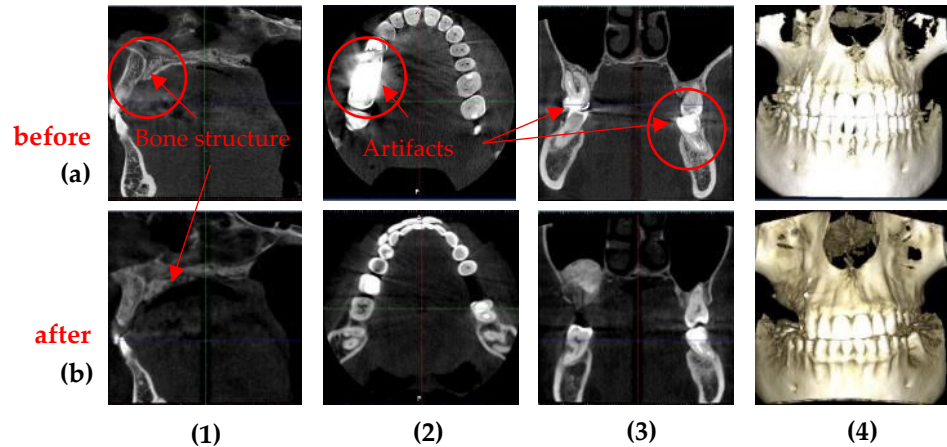 before
(a)
Bone structure
Artifacts
after
(b)
(1)
(2)
(3)
(4)